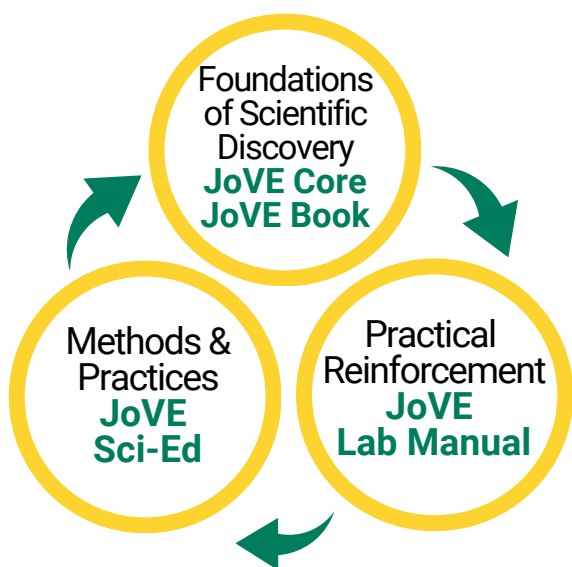 Foundations
of Scientific
Discovery
JoVE Core
JoVE Book
Methods &
Practices
JoVE
Sci-Ed
Practical
Reinforcement
JoVE
Lab Manual